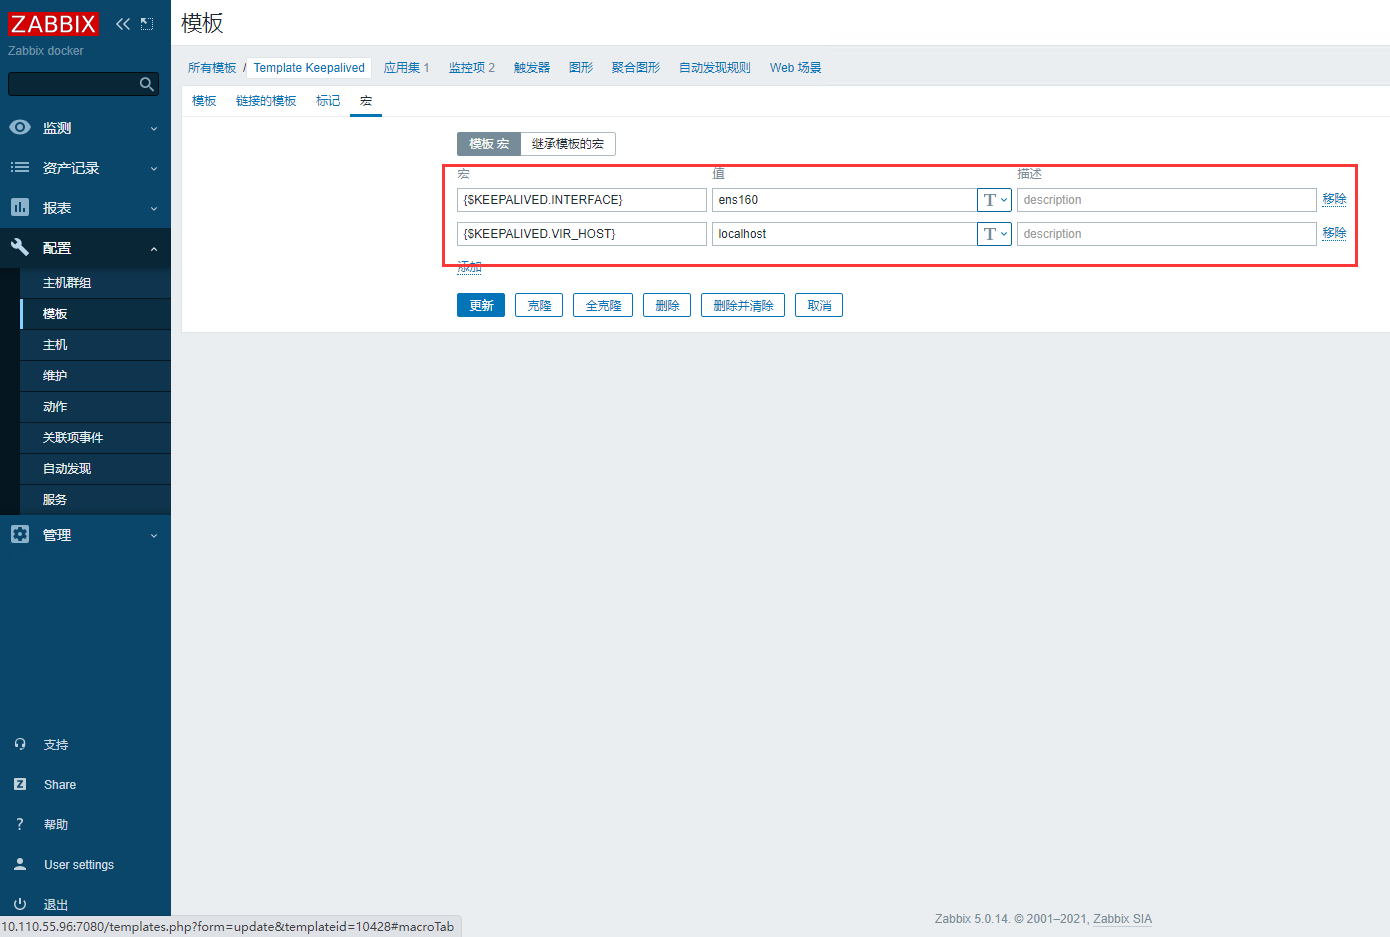 ZABBIX
Zabbix docker
监测
资产记录
报表
配置
主机群组
模板
主机
维护
动作
关联项事件
自动发现
服务
管理
支持
Share
帮助
User settings
退出
模板
所有模板 / Template Keepalived 应用集 1 监控项 2 触发器 图形 聚合图形 自动发现规则 Web 场景
模板 链接的模板 标记 宏
模板 宏 继承模板的宏
宏 值 描述
{$KEEPALIVED.INTERFACE} ens160 T description 移除
{$KEEPALIVED.VIR_HOST} localhost T description 移除
添加
更新 克隆 全克隆 删除 删除并清除 取消
Zabbix 5.0.14. © 2001–2021, Zabbix SIA
10.110.55.96:7080/templates.php?form=update&templateid=10428#macroTab